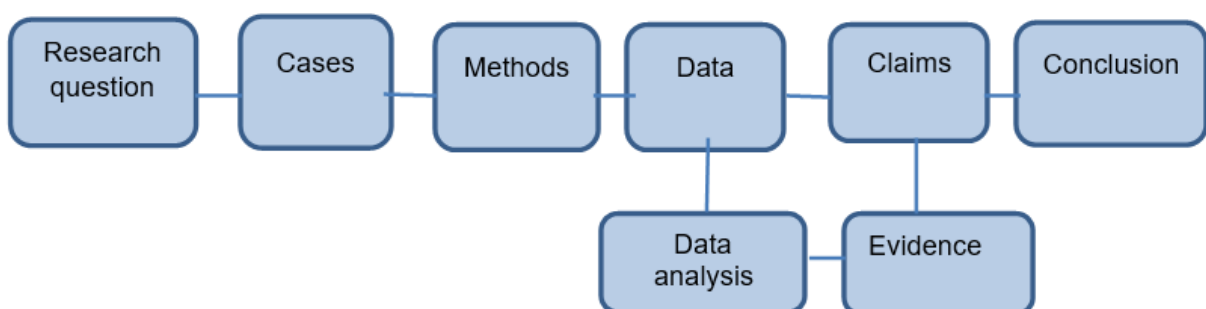 Research
question
Cases
Methods
Data
Claims
Conclusion
Data
analysis
Evidence